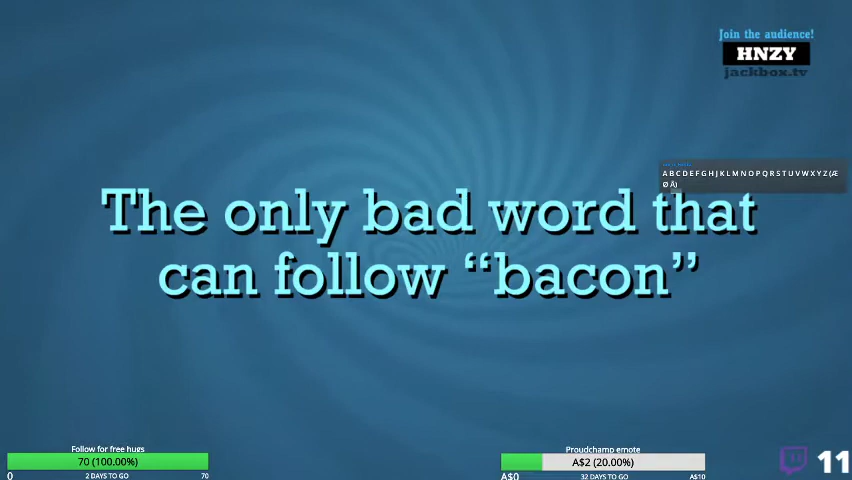 Join the audience!
HNZY
jackbox.tv
A B C D E F G H J K L M N O P Q R S T U V W X Y Z (Æ
Ø Å)
The only bad word that
can follow “bacon”
Follow for free hugs
70 (100.00%)
0 2 DAYS TO GO 70
Proudchamp emote
A$2 (20.00%)
A$0 32 DAYS TO GO A$10
11